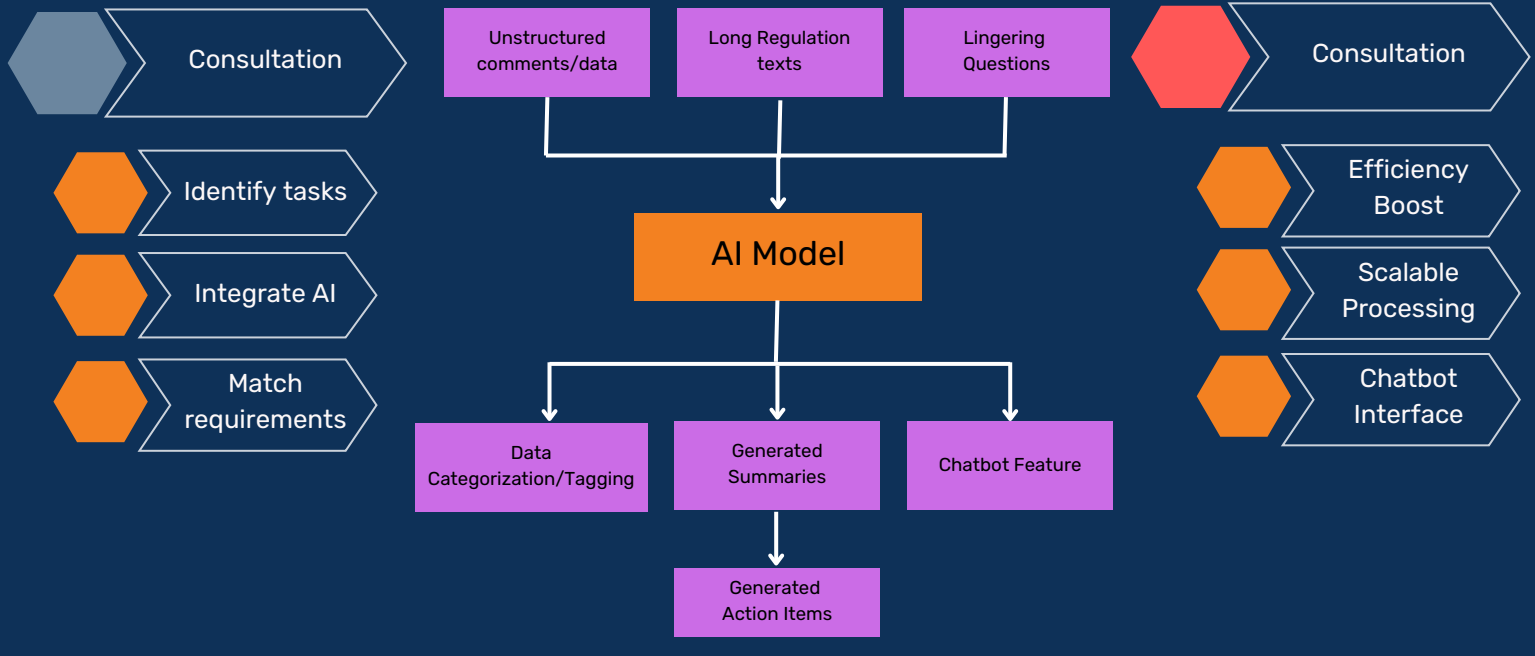 Consultation
Identify tasks
Integrate AI
Match
requirements
Unstructured
comments/data
Long Regulation
texts
Lingering
Questions
AI Model
Data
Categorization/Tagging
Generated
Summaries
Chatbot Feature
Generated
Action Items
Consultation
Efficiency
Boost
Scalable
Processing
Chatbot
Interface